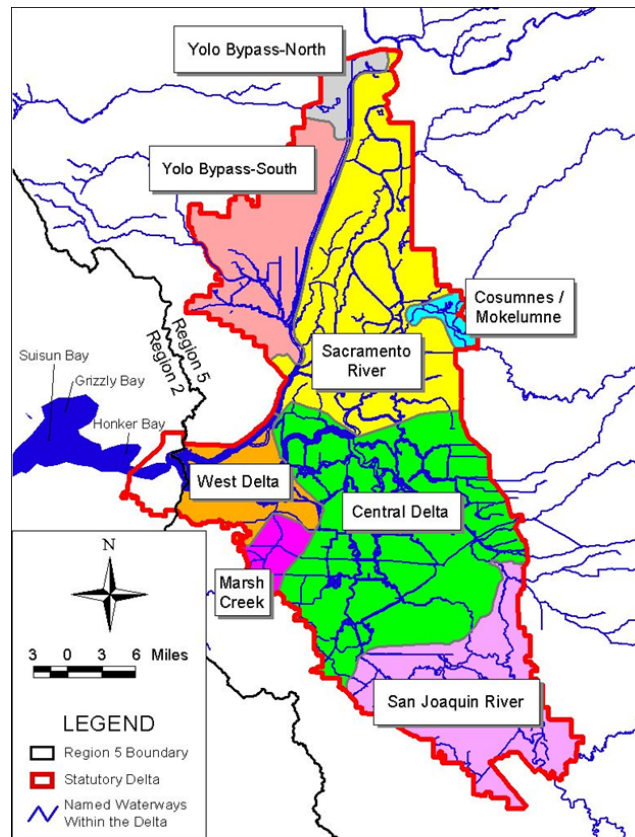 Yolo Bypass-North
Yolo Bypass-South
Cosumnes /
Mokelumne
Region 5
Region 2
Sacramento
River
Suisun Bay
Grizzly Bay
Honker Bay
West Delta
Central Delta
Marsh
Creek
San Joaquin River
N
3 0 3 6 Miles
LEGEND
Region 5 Boundary
Statutory Delta
Named Waterways
Within the Delta